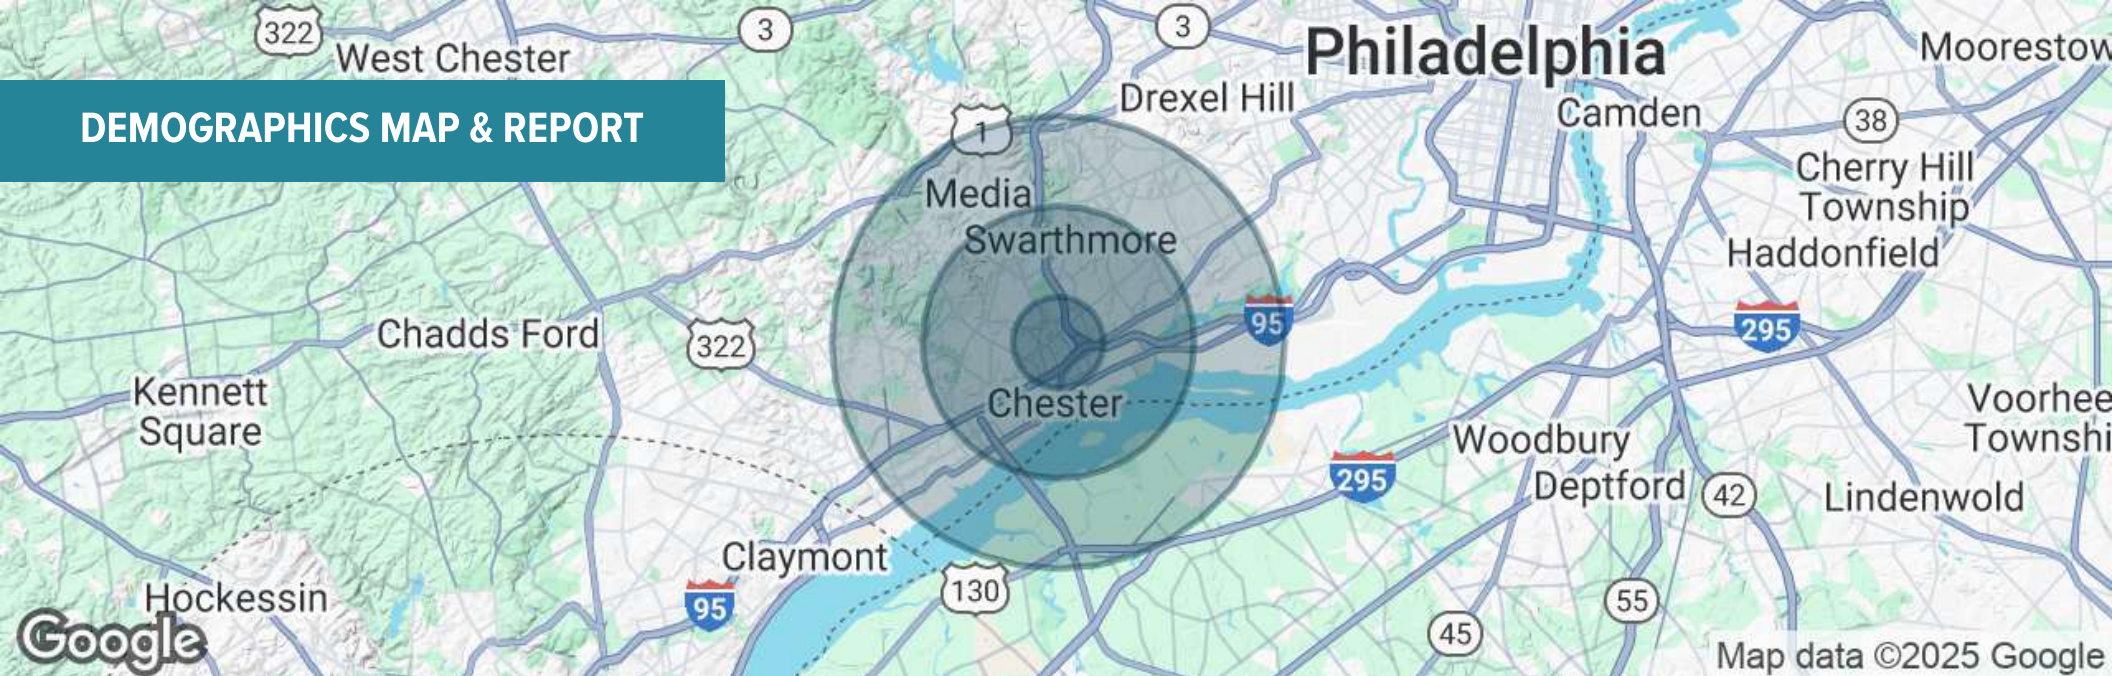 322
West Chester
3
3
Philadelphia
Moorestow
DEMOGRAPHICS MAP & REPORT
Drexel Hill
Camden
1
38
Media
Cherry Hill
Township
Swarthmore
Haddonfield
95
295
Chadds Ford
322
Kennett
Square
Chester
Voorhee
Townshi
Woodbury
295
Deptford
42
Lindenwold
Claymont
130
Hockessin
95
55
45
Google
Map data ©2025 Google